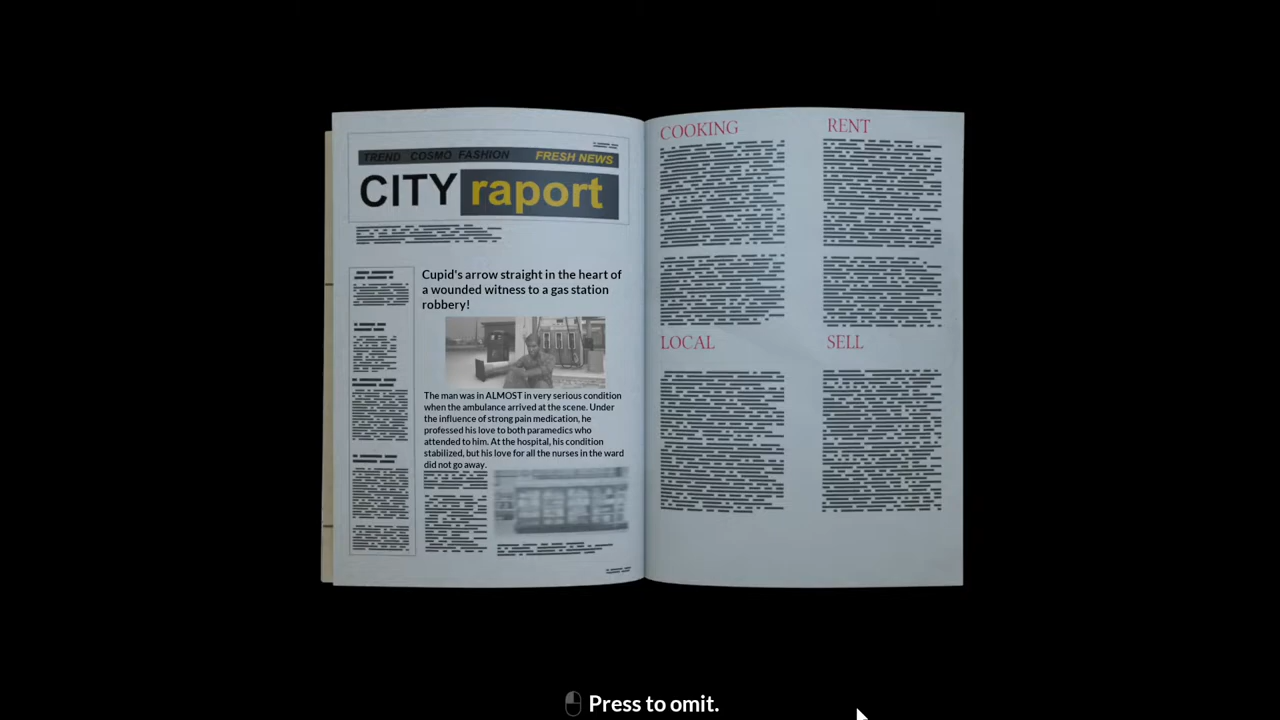 TREND COSMO FASHION FRESH NEWS
CITY raport
Cupid's arrow straight in the heart of
a wounded witness to a gas station
robbery!
The man was in ALMOST in very serious condition
when the ambulance arrived at the scene. Under
the influence of strong pain medication, he
professed his love to both paramedics who
attended to him. At the hospital, his condition
stabilized, but his love for all the nurses in the ward
did not go away.
COOKING
LOCAL
RENT
SELL
Press to omit.